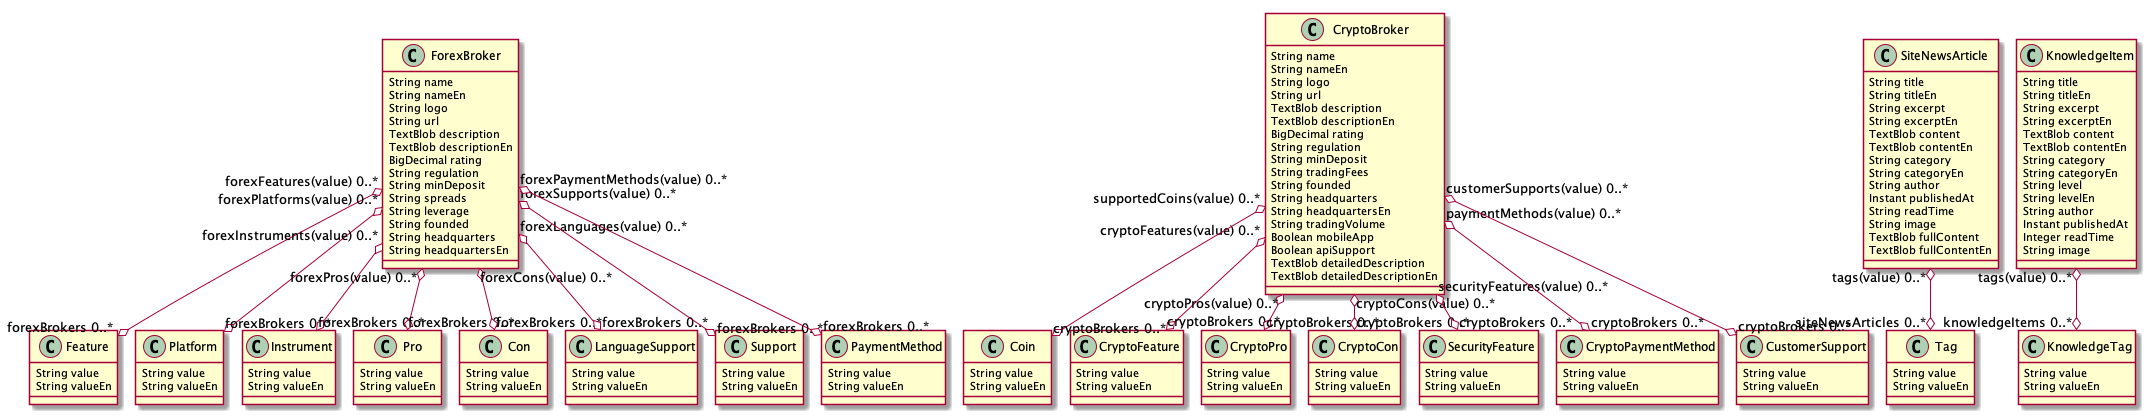 C ForexBroker
String name
String nameEn
String logo
String url
TextBlob description
TextBlob descriptionEn
BigDecimal rating
String regulation
String minDeposit
String spreads
String leverage
String founded
String headquarters
String headquartersEn
C CryptoBroker
String name
String nameEn
String logo
String url
TextBlob description
TextBlob descriptionEn
BigDecimal rating
String regulation
String minDeposit
String tradingFees
String founded
String headquarters
String headquartersEn
String tradingVolume
Boolean mobileApp
Boolean apiSupport
TextBlob detailedDescription
TextBlob detailedDescriptionEn
C SiteNewsArticle
String title
String titleEn
String excerpt
String excerptEn
TextBlob content
TextBlob contentEn
String category
String categoryEn
String author
Instant publishedAt
String readTime
String image
TextBlob fullContent
TextBlob fullContentEn
C KnowledgeItem
String title
String titleEn
String excerpt
String excerptEn
TextBlob content
TextBlob contentEn
String category
String categoryEn
String level
String levelEn
String author
Instant publishedAt
Integer readTime
String image
forexFeatures(value) 0..*
forexPlatforms(value) 0..*
forexInstruments(value) 0..*
forexPros(value) 0..*
forexCons(value) 0..*
forexPaymentMethods(value) 0..*
forexSupports(value) 0..*
forexLanguages(value) 0..*
supportedCoins(value) 0..*
cryptoFeatures(value) 0..*
cryptoPros(value) 0..*
cryptoCons(value) 0..*
securityFeatures(value) 0..*
customerSupports(value) 0..*
paymentMethods(value) 0..*
tags(value) 0..*
tags(value) 0..*
forexBrokers 0..*
forexBrokers 0..*
forexBrokers 0..*
forexBrokers 0..*
forexBrokers 0..*
forexBrokers 0..*
forexBrokers 0..*
forexBrokers 0..*
cryptoBrokers 0..*
cryptoBrokers 0..*
cryptoBrokers 0..*
cryptoBrokers 0..*
cryptoBrokers 0..*
cryptoBrokers 0..*
cryptoBrokers 0..*
siteNewsArticles 0..*
knowledgeItems 0..*
C Feature
String value
String valueEn
C Platform
String value
String valueEn
C Instrument
String value
String valueEn
C Pro
String value
String valueEn
C Con
String value
String valueEn
C LanguageSupport
String value
String valueEn
C Support
String value
String valueEn
C PaymentMethod
String value
String valueEn
C Coin
String value
String valueEn
C CryptoFeature
String value
String valueEn
C CryptoPro
String value
String valueEn
C CryptoCon
String value
String valueEn
C SecurityFeature
String value
String valueEn
C CryptoPaymentMethod
String value
String valueEn
C CustomerSupport
String value
String valueEn
C Tag
String value
String valueEn
C KnowledgeTag
String value
String valueEn